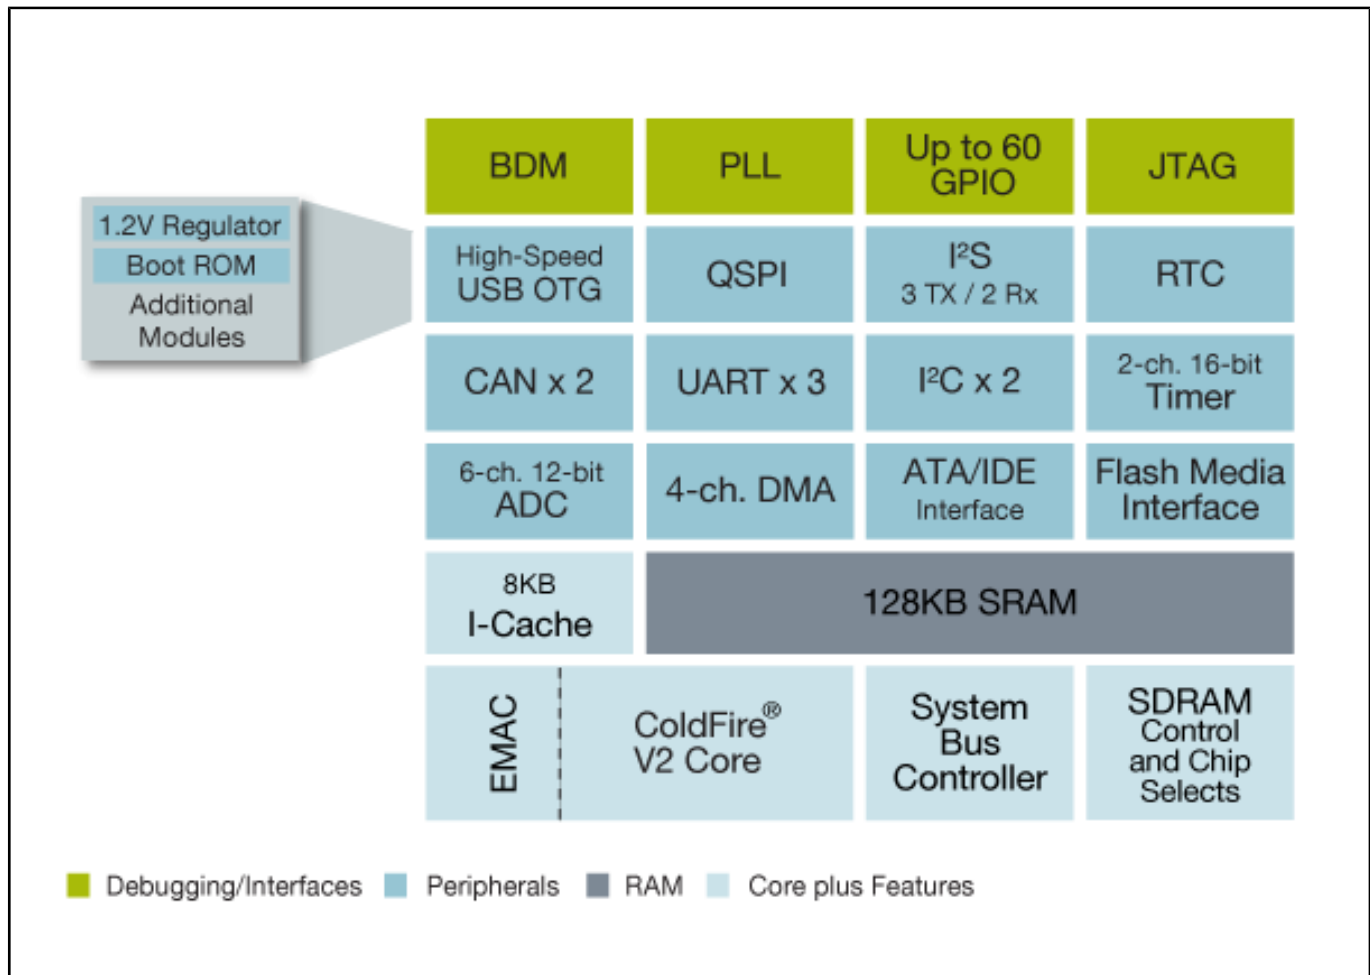 BDM
PLL
Up to 60
GPIO
JTAG
1.2V Regulator
Boot ROM
Additional
Modules
High-Speed
USB OTG
QSPI
I²S
3 TX / 2 Rx
RTC
CAN x 2
UART x 3
I²C x 2
2-ch. 16-bit
Timer
6-ch. 12-bit
ADC
4-ch. DMA
ATA/IDE
Interface
Flash Media
Interface
8KB
I-Cache
128KB SRAM
EMAC
ColdFire®
V2 Core
System
Bus
Controller
SDRAM
Control
and Chip
Selects
Debugging/Interfaces
Peripherals
RAM
Core plus Features